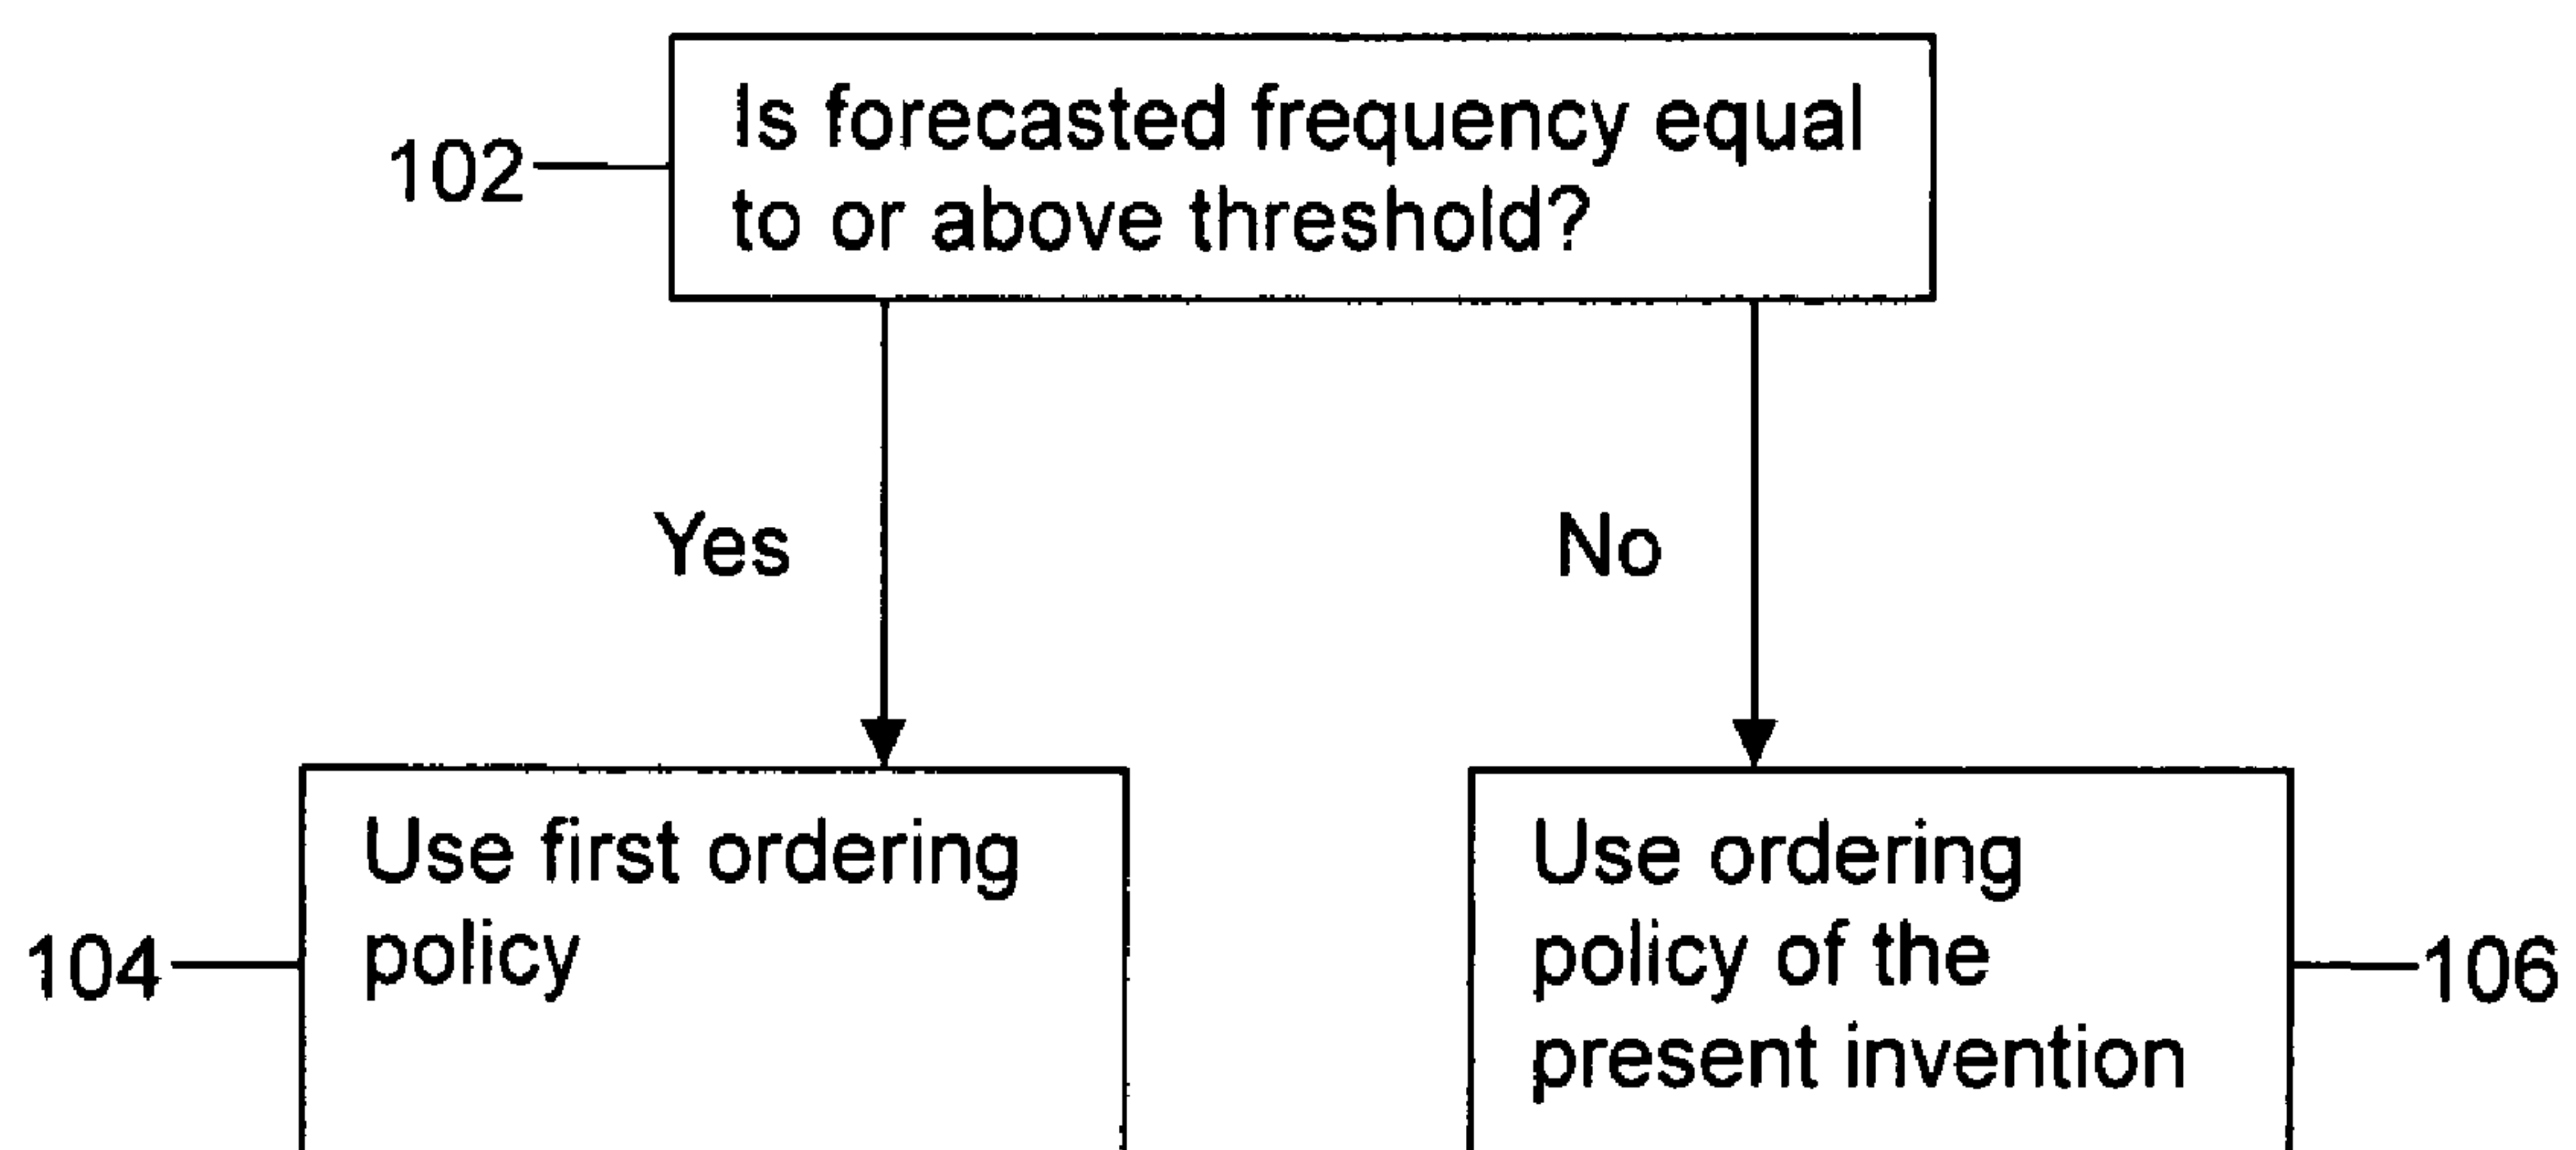 Is forecasted frequency equal
to or above threshold?
102
Yes
No
Use first ordering
policy
104
Use ordering
policy of the
present invention
106